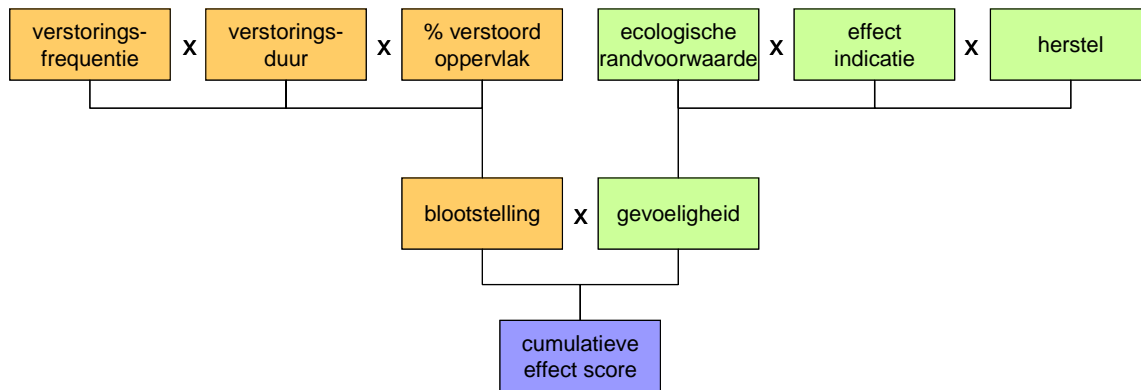 verstorings-
frequentie
X
verstorings-
duur
X
% verstoord
oppervlak
ecologische
randvoorwaarde
X
effect
indicatie
X
herstel
blootstelling
X
gevoeligheid
cumulatieve
effect score